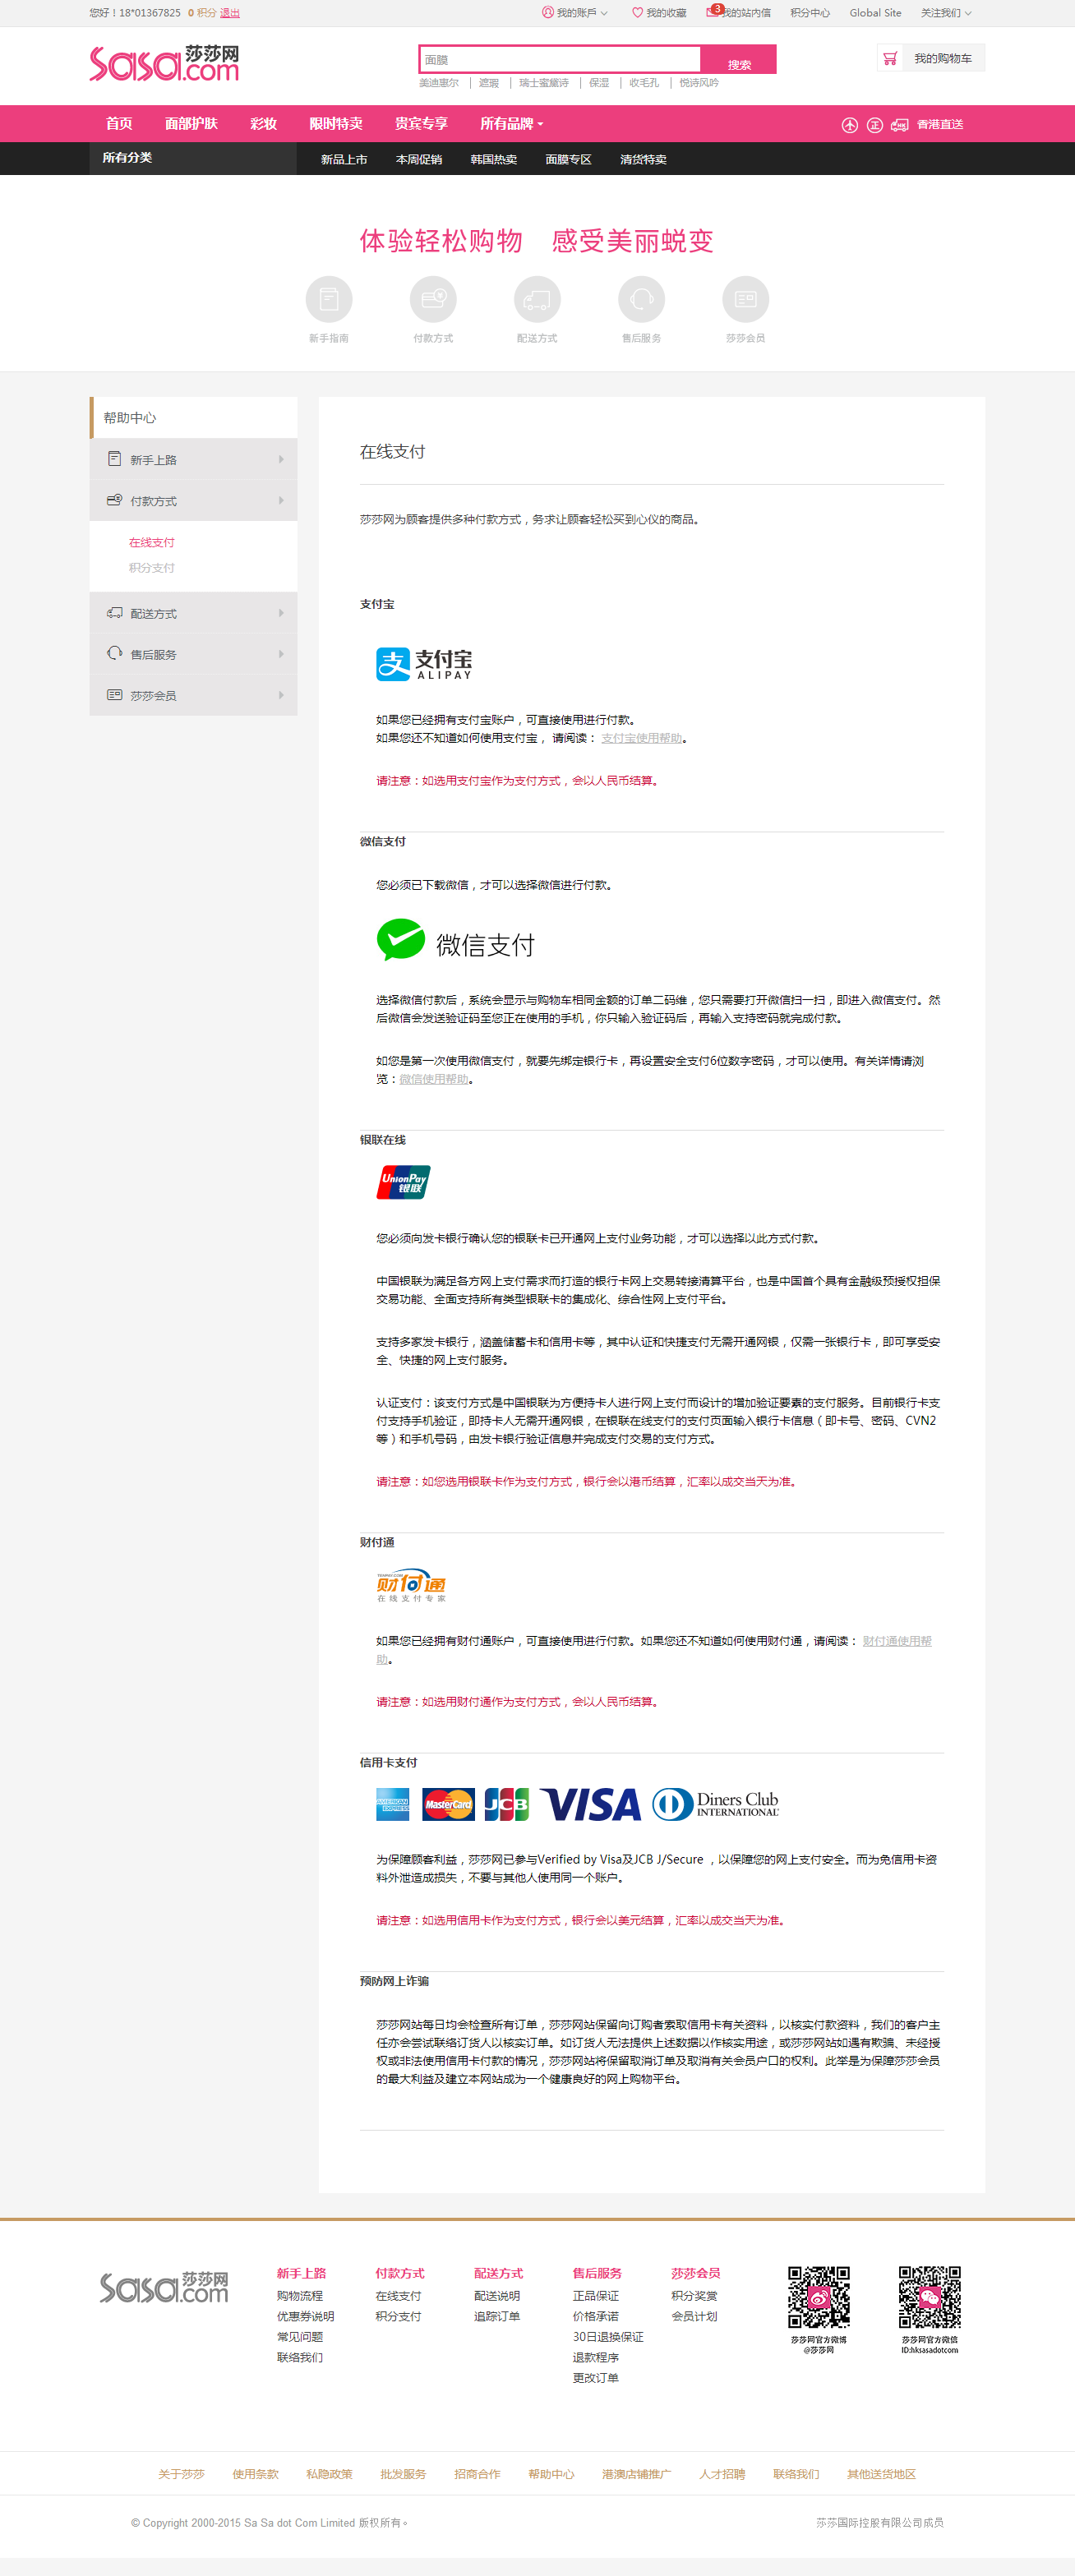 您好！18*01367825 0 积分 退出 我的账戶 我的收藏 3 我的站内信 积分中心 Global Site 关注我们
sasa.com 莎莎网
面膜 搜索 我的购物车
美迪惠尔 | 遮瑕 | 瑞士蜜黛诗 | 保湿 | 收毛孔 | 悦诗风吟
首页 面部护肤 彩妆 限时特卖 贵宾专享 所有品牌 正 HK 香港直送
所有分类 新品上市 本周促销 韩国热卖 面膜专区 清货特卖
体验轻松购物 感受美丽蜕变
新手指南 付款方式 配送方式 售后服务 莎莎会员
帮助中心
新手上路
付款方式
在线支付
积分支付
配送方式
售后服务
莎莎会员
在线支付
莎莎网为顾客提供多种付款方式，务求让顾客轻松买到心仪的商品。
支付宝
支 支付宝
ALIPAY
如果您已经拥有支付宝账户，可直接使用进行付款。
如果您还不知道如何使用支付宝， 请阅读： 支付宝使用帮助。
请注意：如选用支付宝作为支付方式，会以人民币结算。
微信支付
您必须已下载微信，才可以选择微信进行付款。
微信支付
选择微信付款后，系统会显示与购物车相同金额的订单二码维，您只需要打开微信扫一扫，即进入微信支付。然
后微信会发送验证码至您正在使用的手机，你只输入验证码后，再输入支持密码就完成付款。
如您是第一次使用微信支付，就要先绑定银行卡，再设置安全支付6位数字密码，才可以使用。有关详情请浏
览：微信使用帮助。
银联在线
UnionPay
银联
您必须向发卡银行确认您的银联卡已开通网上支付业务功能，才可以选择以此方式付款。
中国银联为满足各方网上支付需求而打造的银行卡网上交易转接清算平台，也是中国首个具有金融级预授权担保
交易功能、全面支持所有类型银联卡的集成化、综合性网上支付平台。
支持多家发卡银行，涵盖储蓄卡和信用卡等，其中认证和快捷支付无需开通网银，仅需一张银行卡，即可享受安
全、快捷的网上支付服务。
认证支付：该支付方式是中国银联为方便持卡人进行网上支付而设计的增加验证要素的支付服务。目前银行卡支
付支持手机验证，即持卡人无需开通网银，在银联在线支付的支付页面输入银行卡信息（即卡号、密码、CVN2
等）和手机号码，由发卡银行验证信息并完成支付交易的支付方式。
请注意：如您选用银联卡作为支付方式，银行会以港币结算，汇率以成交当天为准。
财付通
TENPAY.COM
财付通
在线支付专家
如果您已经拥有财付通账户，可直接使用进行付款。如果您还不知道如何使用财付通，请阅读： 财付通使用帮
助。
请注意：如选用财付通作为支付方式，会以人民币结算。
信用卡支付
AMERICAN EXPRESS MasterCard JCB VISA Diners Club INTERNATIONAL
为保障顾客利益，莎莎网已参与Verified by Visa及JCB J/Secure ，以保障您的网上支付安全。而为免信用卡资
料外泄造成损失，不要与其他人使用同一个账户。
请注意：如选用信用卡作为支付方式，银行会以美元结算，汇率以成交当天为准。
预防网上诈骗
莎莎网站每日均会检查所有订单，莎莎网站保留向订购者索取信用卡有关资料，以核实付款资料，我们的客户主
任亦会尝试联络订货人以核实订单。如订货人无法提供上述数据以作核实用途，或莎莎网站如遇有欺骗、未经授
权或非法使用信用卡付款的情况，莎莎网站将保留取消订单及取消有关会员户口的权利。此举是为保障莎莎会员
的最大利益及建立本网站成为一个健康良好的网上购物平台。
sasa.com 莎莎网
新手上路 付款方式 配送方式 售后服务 莎莎会员
购物流程 在线支付 配送说明 正品保证 积分奖赏
优惠券说明 积分支付 追踪订单 价格承诺 会员计划
常见问题 30日退换保证
联络我们 退款程序
更改订单
莎莎网官方微博 莎莎网官方微信
@莎莎网 ID:hksasadotcom
关于莎莎 使用条款 私隐政策 批发服务 招商合作 帮助中心 港澳店铺推广 人才招聘 联络我们 其他送货地区
© Copyright 2000-2015 Sa Sa dot Com Limited 版权所有。 莎莎国际控股有限公司成员